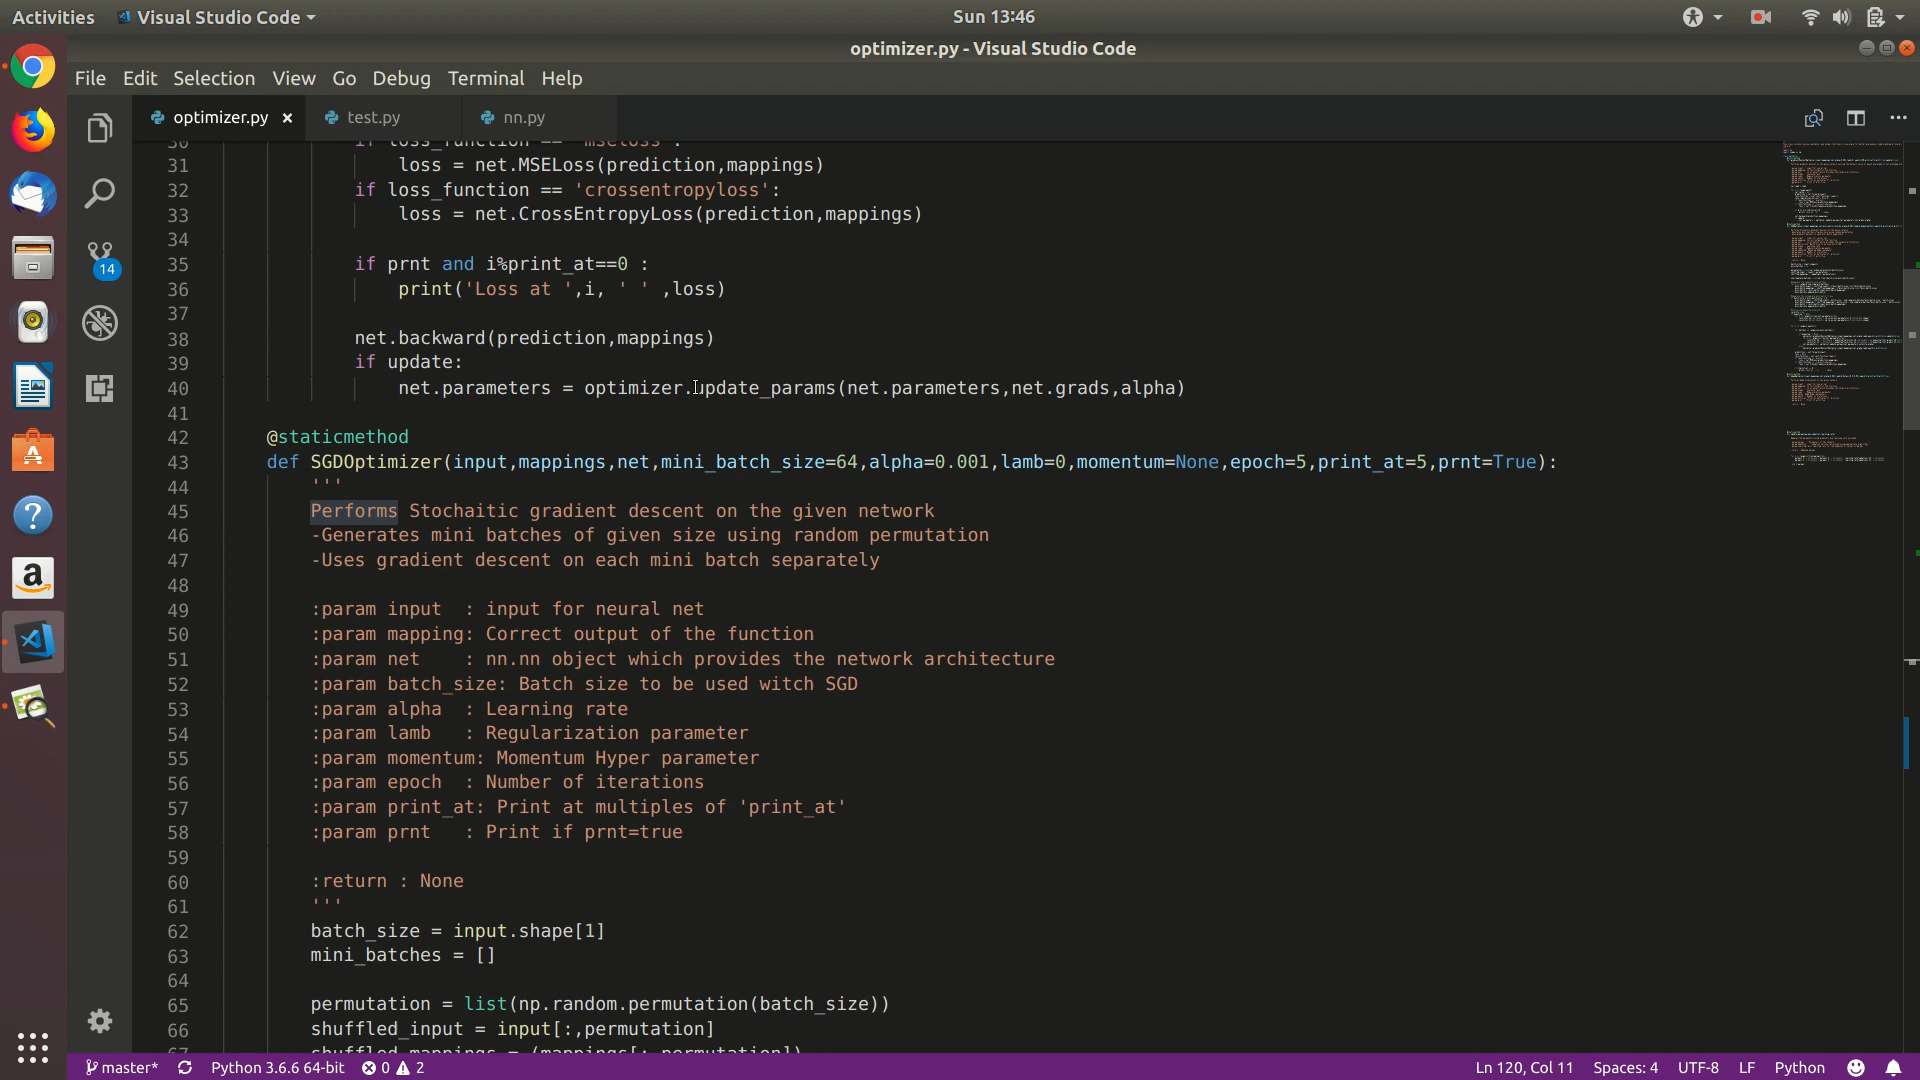 Activities Visual Studio Code Sun 13:46
optimizer.py - Visual Studio Code
File Edit Selection View Go Debug Terminal Help
optimizer.py × test.py nn.py
14
30 if loss_function == 'mseloss':
31 loss = net.MSELoss(prediction,mappings)
32 if loss_function == 'crossentropyloss':
33 loss = net.CrossEntropyLoss(prediction,mappings)
34
35 if prnt and i%print_at==0 :
36 print('Loss at ',i, ' ' ,loss)
37
38 net.backward(prediction,mappings)
39 if update:
40 net.parameters = optimizer.update_params(net.parameters,net.grads,alpha)
41
42 @staticmethod
43 def SGDOptimizer(input,mappings,net,mini_batch_size=64,alpha=0.001,lamb=0,momentum=None,epoch=5,print_at=5,prnt=True):
44 '''
45 Performs Stochaitic gradient descent on the given network
46 -Generates mini batches of given size using random permutation
47 -Uses gradient descent on each mini batch separately
48
49 :param input  : input for neural net
50 :param mapping: Correct output of the function
51 :param net    : nn.nn object which provides the network architecture
52 :param batch_size: Batch size to be used witch SGD
53 :param alpha  : Learning rate
54 :param lamb   : Regularization parameter
55 :param momentum: Momentum Hyper parameter
56 :param epoch  : Number of iterations
57 :param print_at: Print at multiples of 'print_at'
58 :param prnt   : Print if prnt=true
59
60 :return : None
61 '''
62 batch_size = input.shape[1]
63 mini_batches = []
64
65 permutation = list(np.random.permutation(batch_size))
66 shuffled_input = input[:,permutation]
67 shuffled_mappings = (mappings[:,permutation])
master* Python 3.6.6 64-bit 0 2 Ln 120, Col 11 Spaces: 4 UTF-8 LF Python